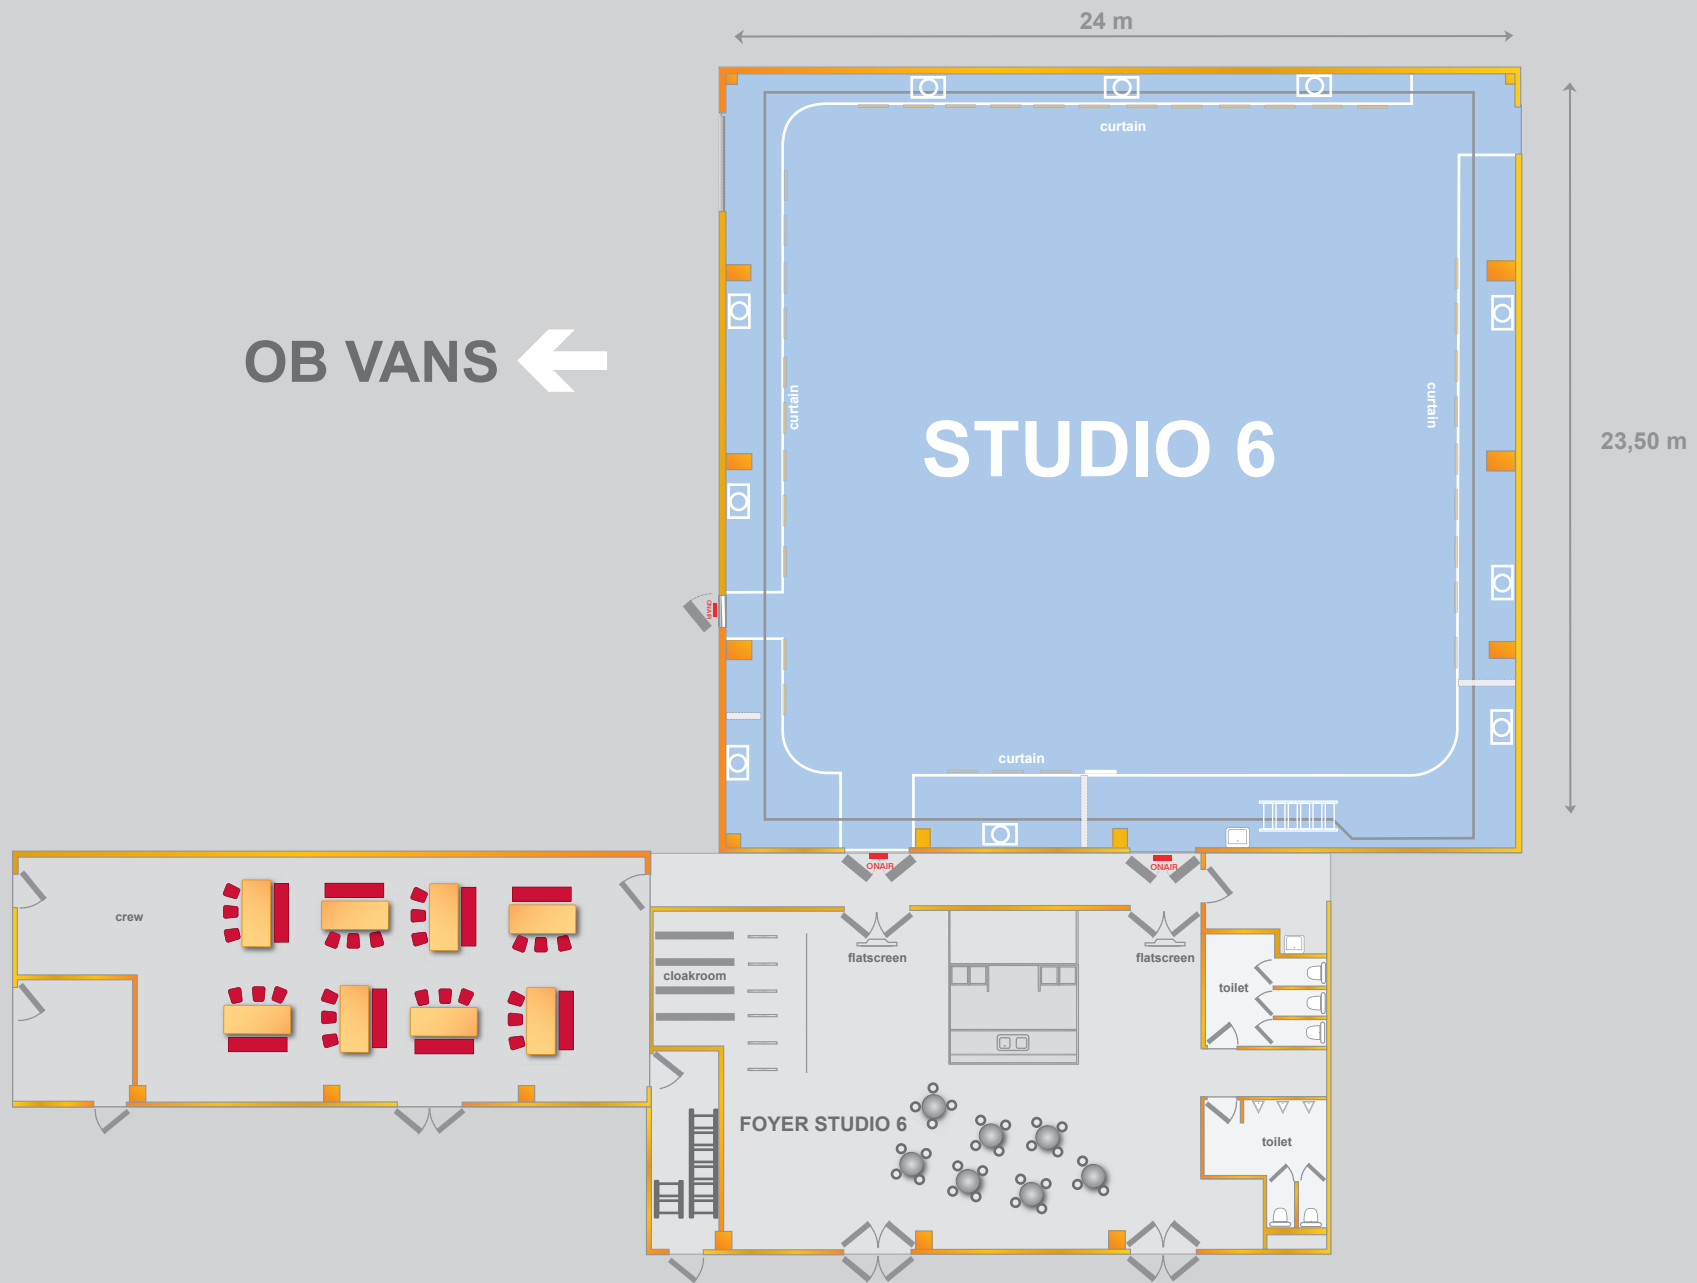 24 m
curtain
OB VANS
curtain
curtain
STUDIO 6
23,50 m
ONAIR
curtain
ONAIR
ONAIR
crew
flatscreen
flatscreen
cloakroom
toilet
FOYER STUDIO 6
toilet